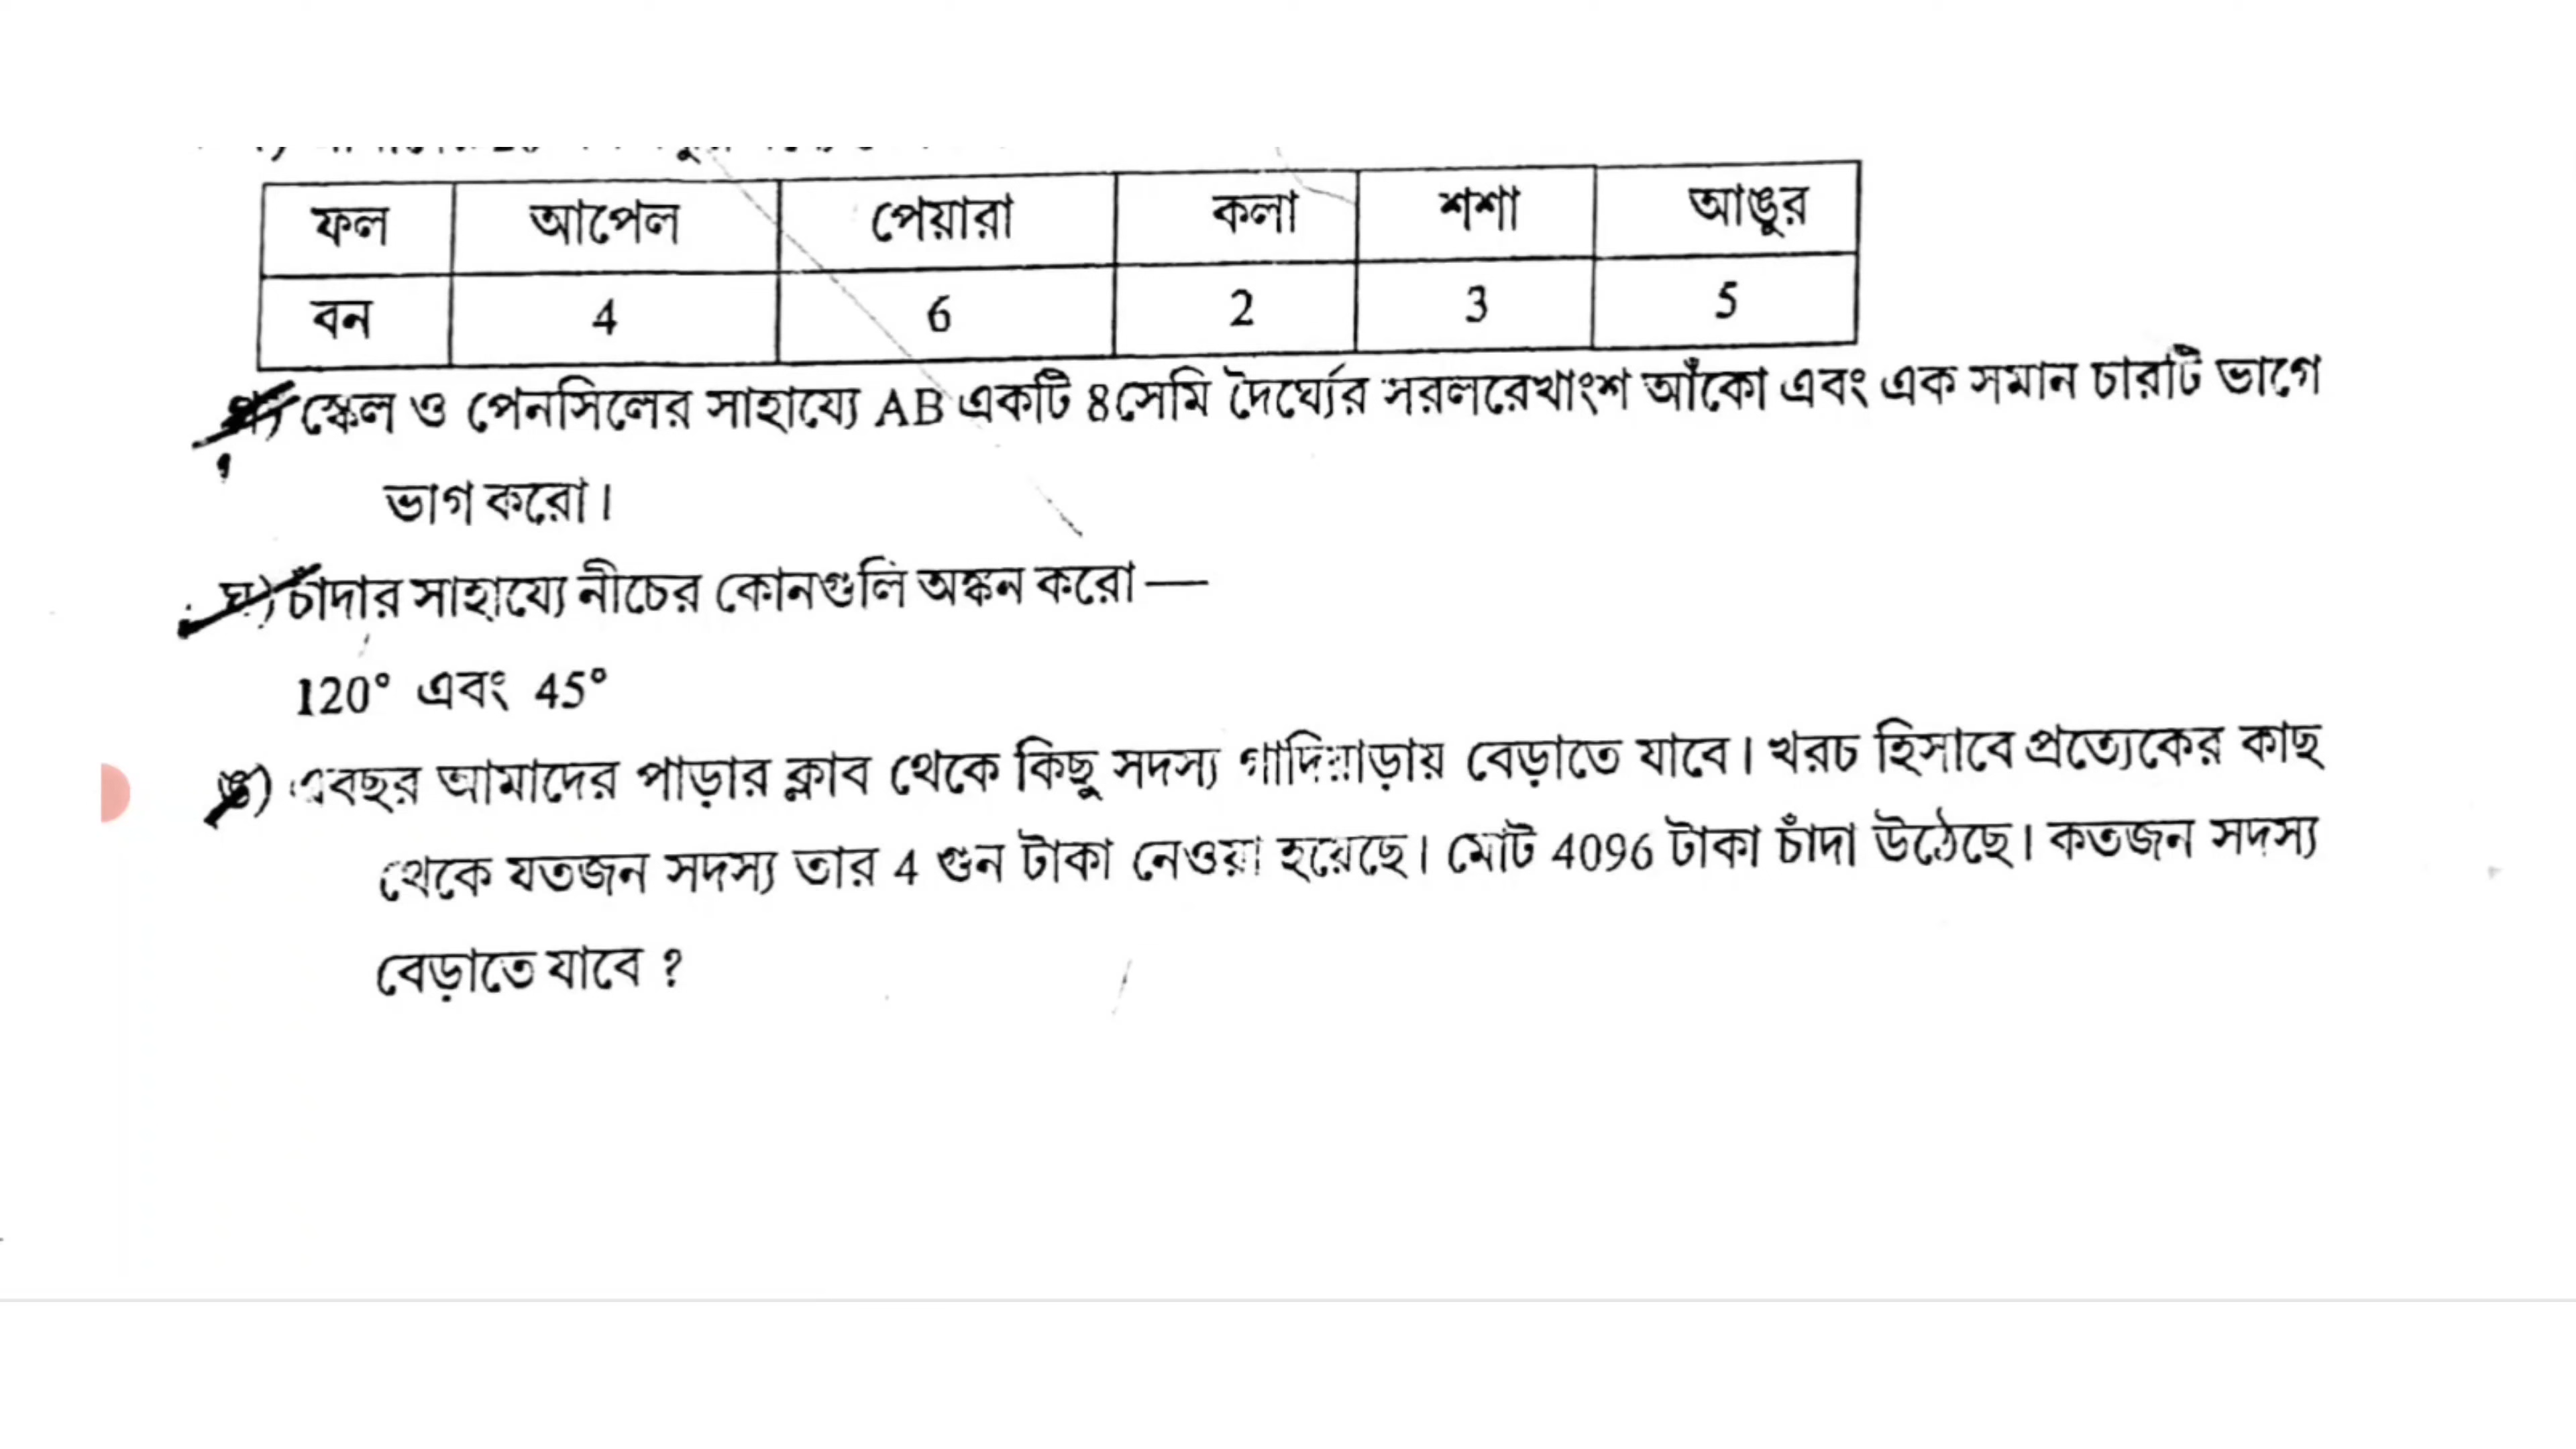 ফল আপেল পেয়ারা কলা শশা আঙুর
বন 4 6 2 3 5
স্কেল ও পেনসিলের সাহায্যে AB একটি 8সেমি দৈর্ঘ্যের সরলরেখাংশ আঁকো এবং এক সমান চারটি ভাগে
ভাগ করো।
ঘ) চাঁদার সাহায্যে নীচের কোনগুলি অঙ্কন করো —
120° এবং 45°
ঙ) এবছর আমাদের পাড়ার ক্লাব থেকে কিছু সদস্য গাদিয়াড়ায় বেড়াতে যাবে। খরচ হিসাবে প্রত্যেকের কাছ
থেকে যতজন সদস্য তার 4 গুন টাকা নেওয়া হয়েছে। মোট 4096 টাকা চাঁদা উঠেছে। কতজন সদস্য
বেড়াতে যাবে ?